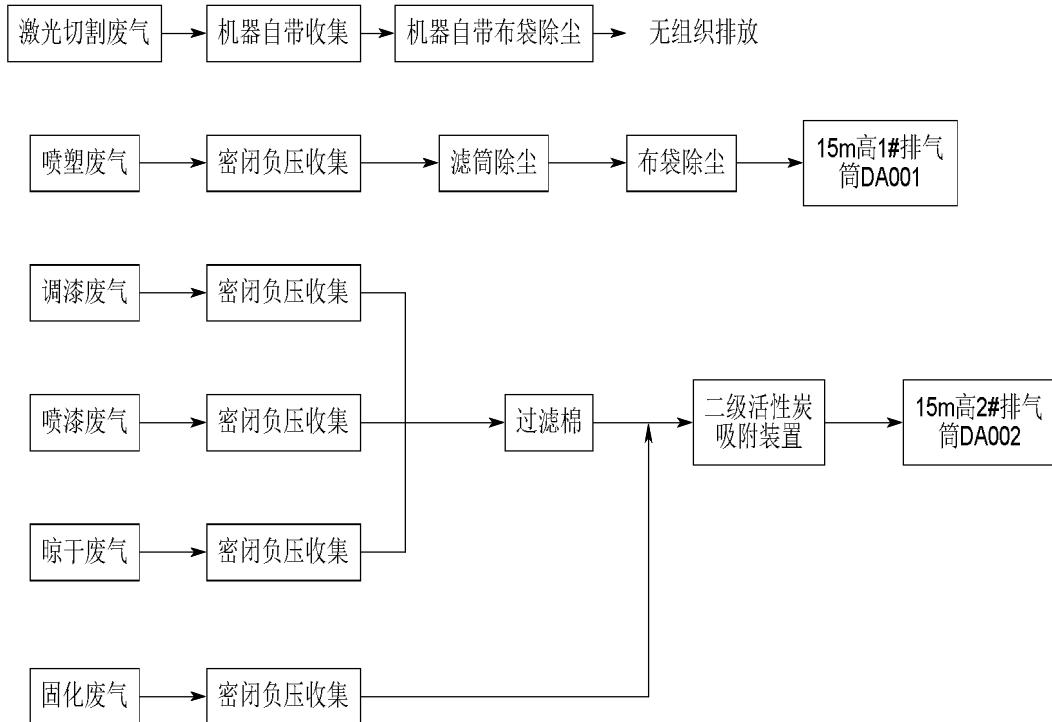 激光切割废气
机器自带收集
机器自带布袋除尘
无组织排放
喷塑废气
密闭负压收集
滤筒除尘
布袋除尘
15m高1#排气
筒DA001
调漆废气
密闭负压收集
喷漆废气
密闭负压收集
过滤棉
二级活性炭
吸附装置
15m高2#排气
筒DA002
晾干废气
密闭负压收集
固化废气
密闭负压收集